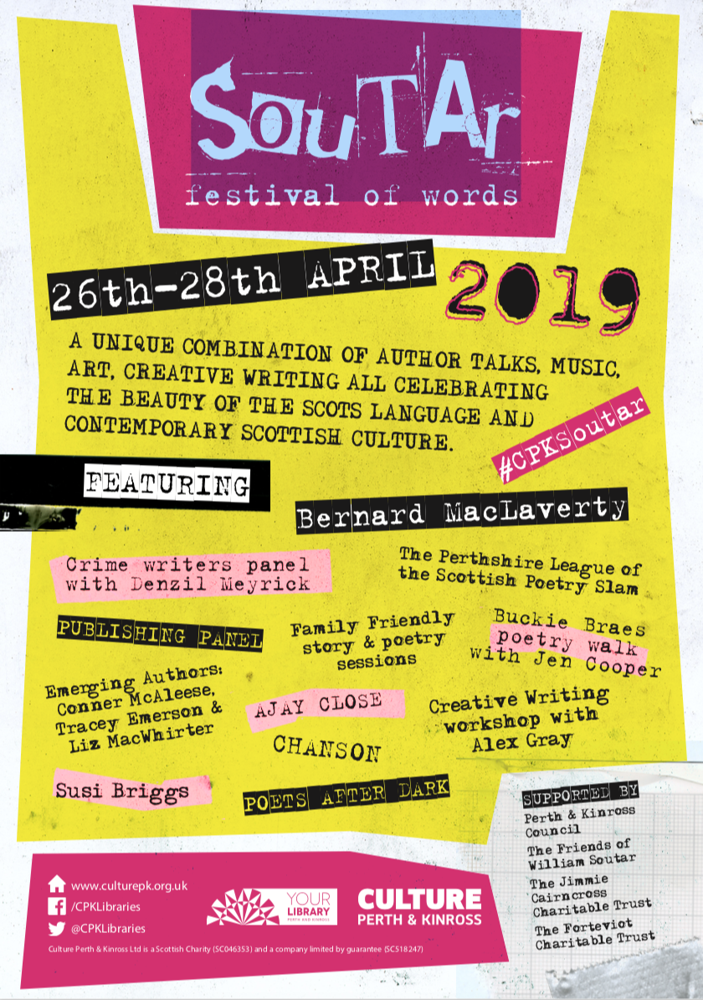 SouTAr
festival of words
26th-28th APRIL
2019
A UNIQUE COMBINATION OF AUTHOR TALKS, MUSIC,
ART, CREATIVE WRITING ALL CELEBRATING
THE BEAUTY OF THE SCOTS LANGUAGE AND
CONTEMPORARY SCOTTISH CULTURE.
#CPKSoutar
FEATURING
Bernard MacLaverty
Crime writers panel
with Denzil Meyrick
The Perthshire League of
the Scottish Poetry Slam
PUBLISHING PANEL
Family Friendly
story & poetry
sessions
Buckie Braes
poetry walk
with Jen Cooper
Emerging Authors:
Conner McAleese,
Tracey Emerson &
Liz MacWhirter
AJAY CLOSE
Creative Writing
workshop with
Alex Gray
CHANSON
Susi Briggs
POETS AFTER DARK
SUPPORTED BY
Perth & Kinross
Council
The Friends of
William Soutar
The Jimmie
Cairncross
Charitable Trust
The Forteviot
Charitable Trust
www.culturepk.org.uk
/CPKLibraries
@CPKLibraries
YOUR
LIBRARY
PERTH AND KINROSS
CULTURE
PERTH & KINROSS
Culture Perth & Kinross Ltd is a Scottish Charity (SC046353) and a company limited by guarantee (SC518247)